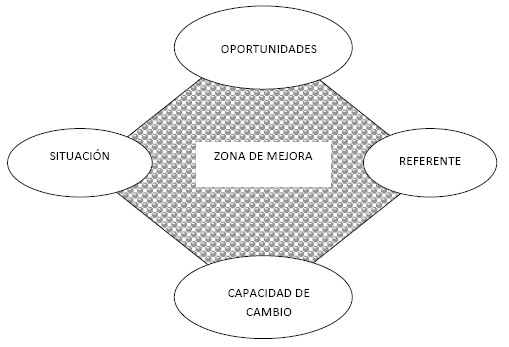 OPORTUNIDADES
SITUACIÓN
ZONA DE MEJORA
REFERENTE
CAPACIDAD DE
CAMBIO